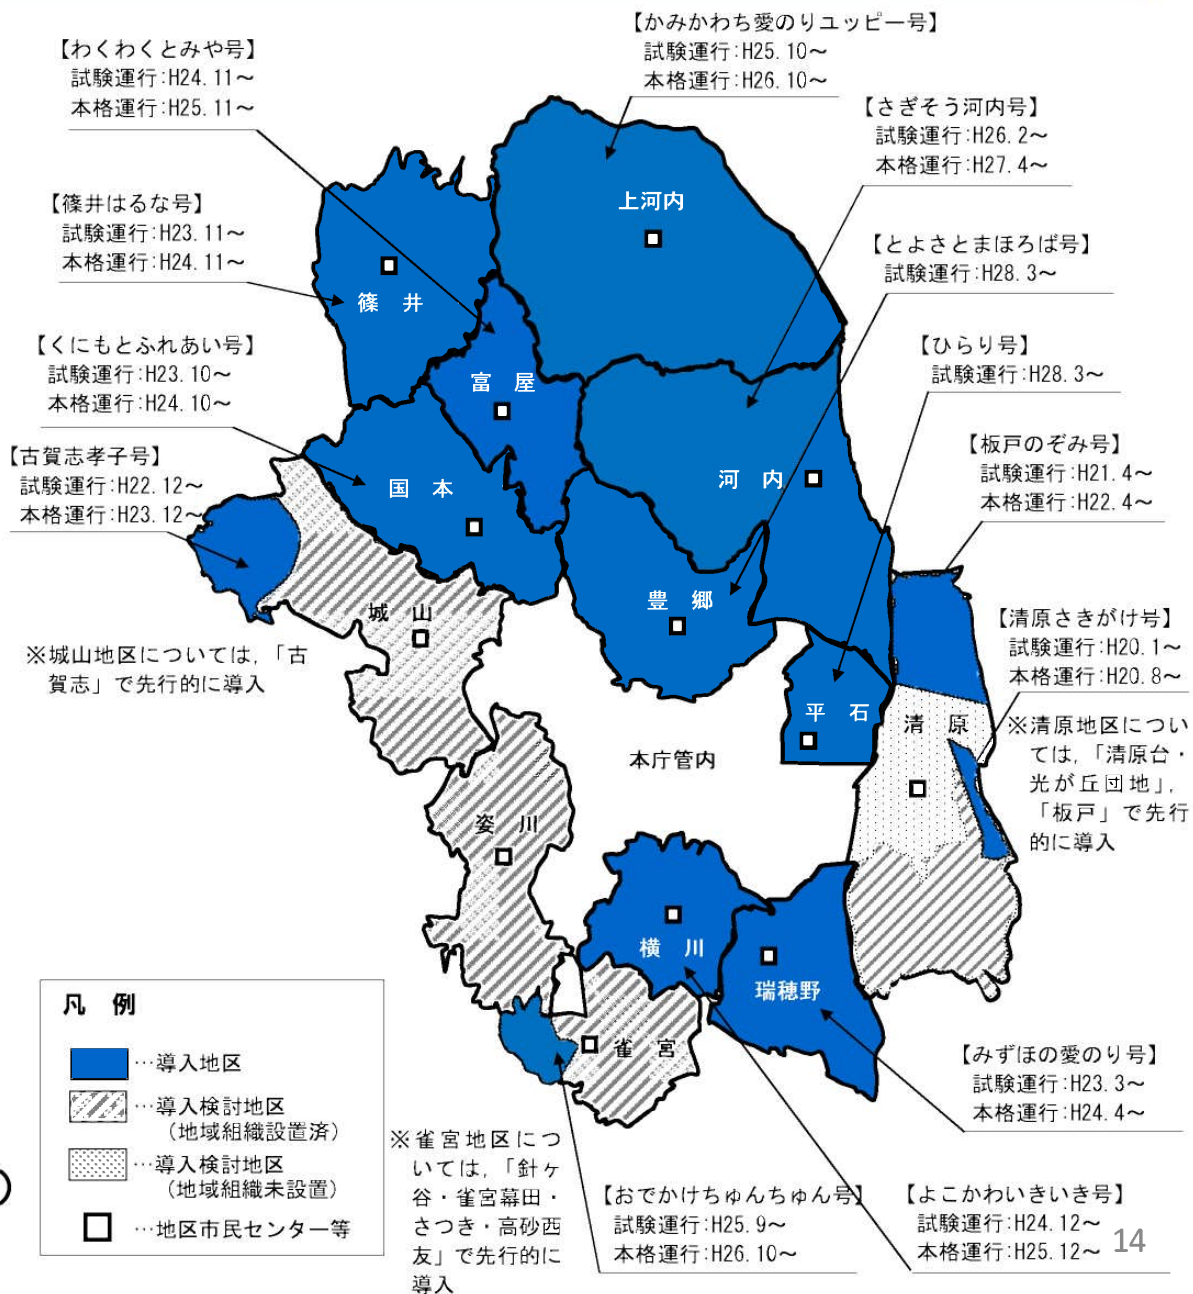 【かみかわち愛のりユッピー号】
試験運行:H25.10～
本格運行:H26.10～
【わくわくとみや号】
試験運行:H24.11～
本格運行:H25.11～
【さぎそう河内号】
試験運行:H26.2～
本格運行:H27.4～
【篠井はるな号】
試験運行:H23.11～
本格運行:H24.11～
【とよさとまほろば号】
試験運行:H28.3～
【くにもとふれあい号】
試験運行:H23.10～
本格運行:H24.10～
【ひらり号】
試験運行:H28.3～
【古賀志孝子号】
試験運行:H22.12～
本格運行:H23.12～
【板戸のぞみ号】
試験運行:H21.4～
本格運行:H22.4～
【清原さきがけ号】
試験運行:H20.1～
本格運行:H20.8～
※清原地区につい
ては,「清原台・
光が丘団地」,
「板戸」で先行
的に導入
※城山地区については,「古
賀志」で先行的に導入
上河内
篠 井
富 屋
国 本
河 内
豊 郷
城 山
平 石
清 原
本庁管内
姿 川
横 川
瑞穂野
雀 宮
凡 例
…導入地区
…導入検討地区
(地域組織設置済)
…導入検討地区
(地域組織未設置)
…地区市民センター等
※雀宮地区につ
いては,「針ヶ
谷・雀宮幕田・
さつき・高砂西
友」で先行的に
導入
【みずほの愛のり号】
試験運行:H23.3～
本格運行:H24.4～
【おでかけちゅんちゅん号】
試験運行:H25.9～
本格運行:H26.10～
【よこかわいきいき号】
試験運行:H24.12～
本格運行:H25.12～
14